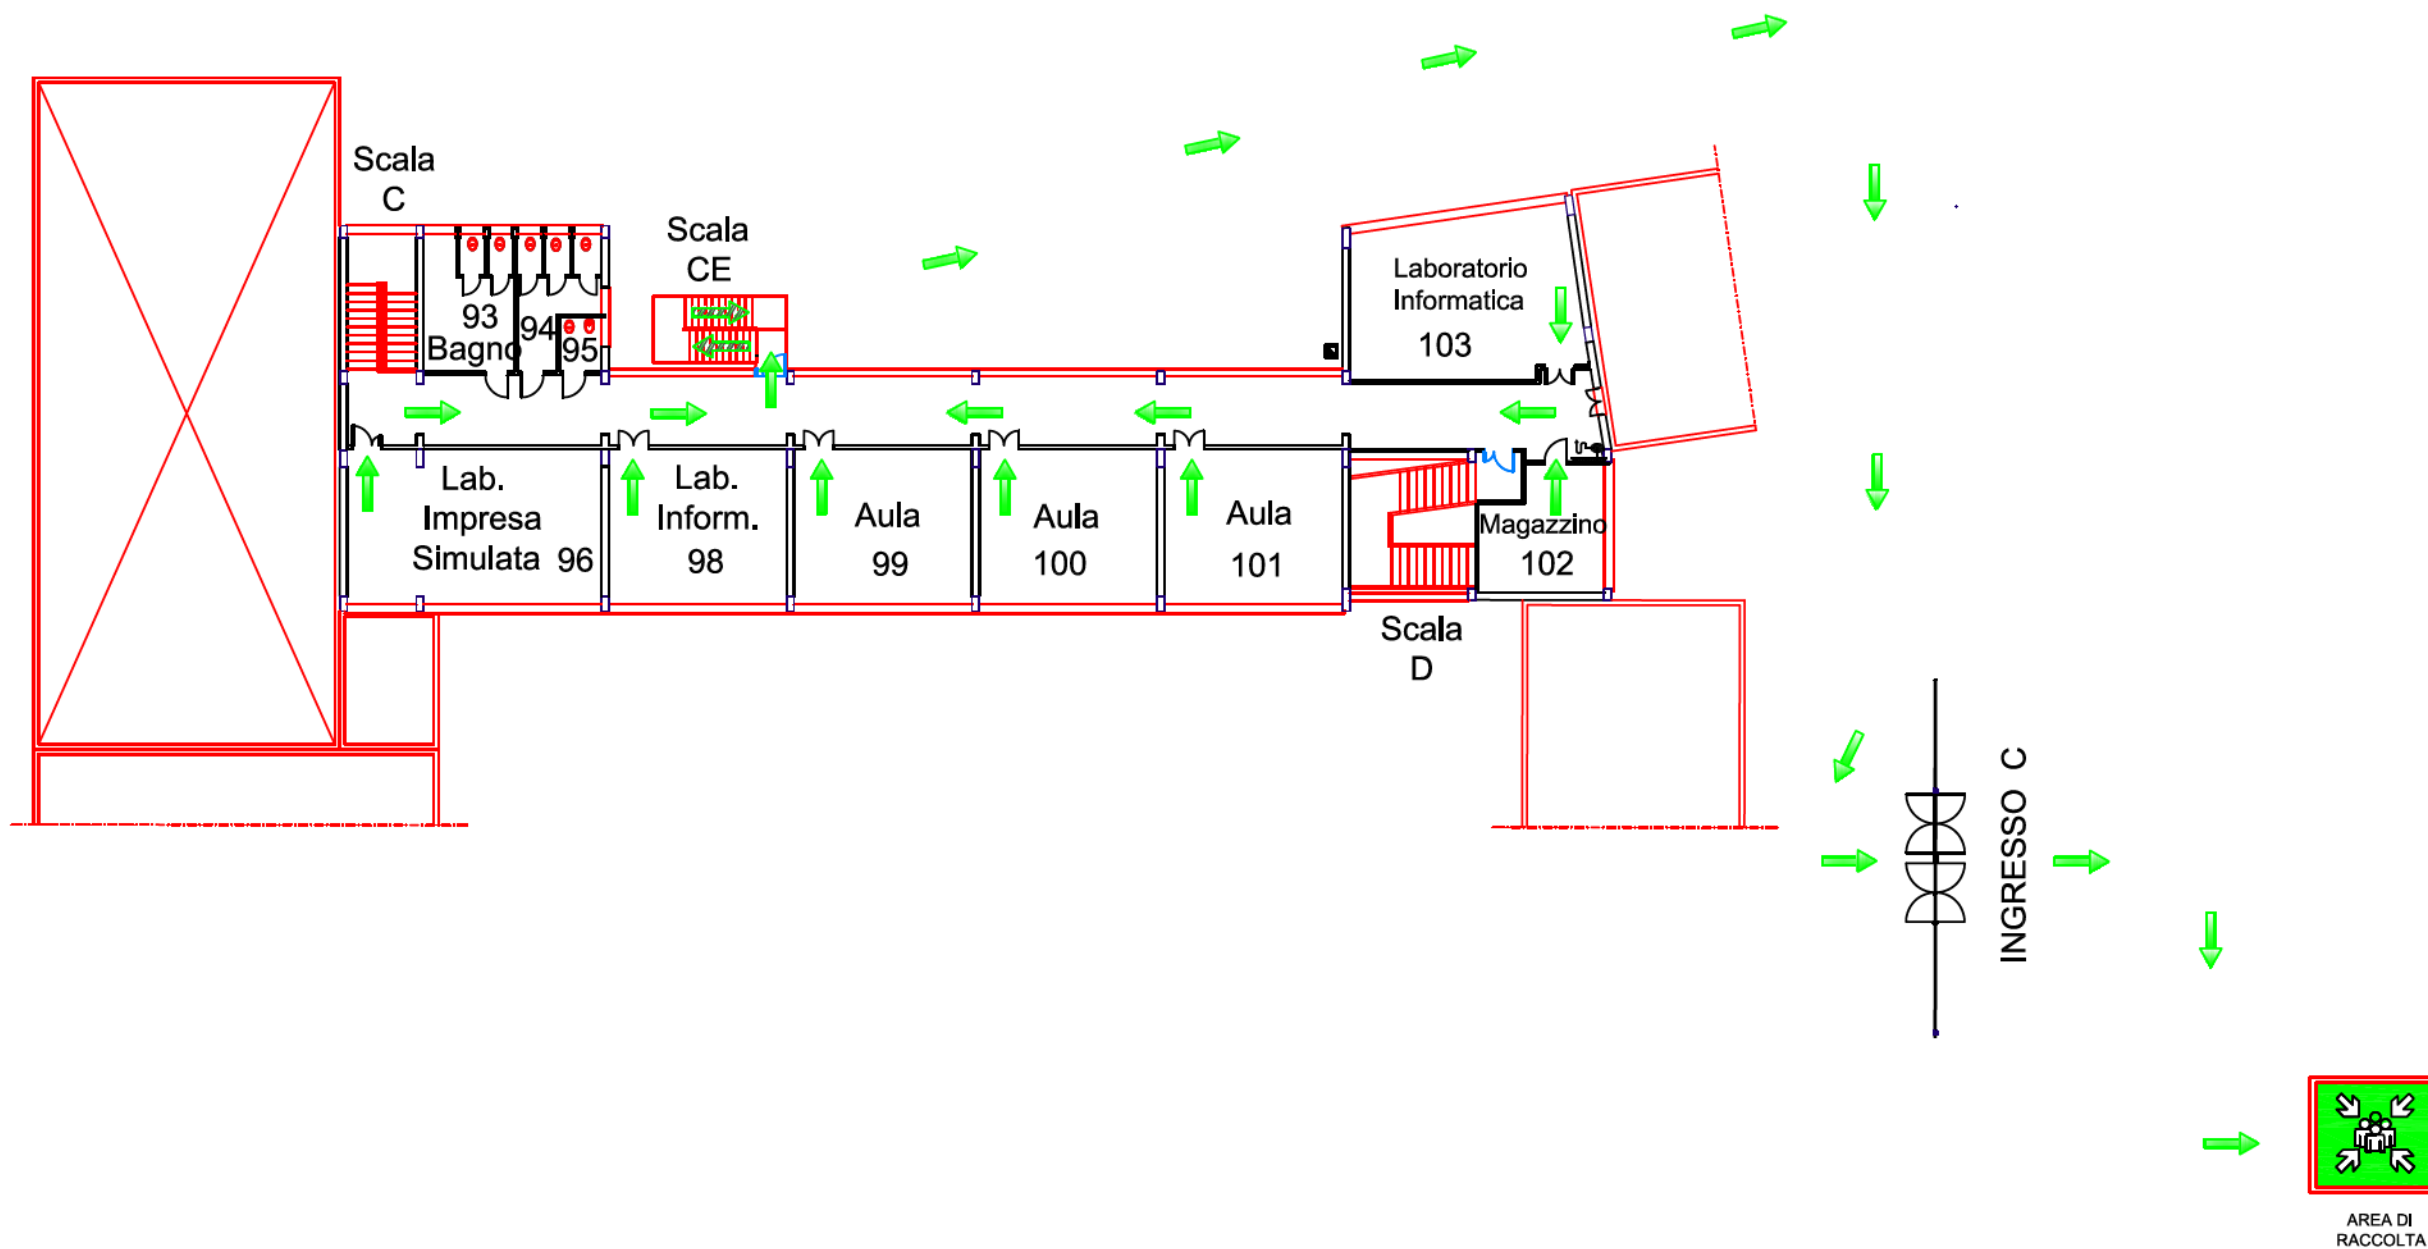 Scala
C
Scala
CE
93
Bagno
94
95
Laboratorio
Informatica
103
Lab.
Impresa
Simulata 96
Lab.
Inform.
98
Aula
99
Aula
100
Aula
101
Magazzino
102
Scala
D
INGRESSO C
AREA DI
RACCOLTA